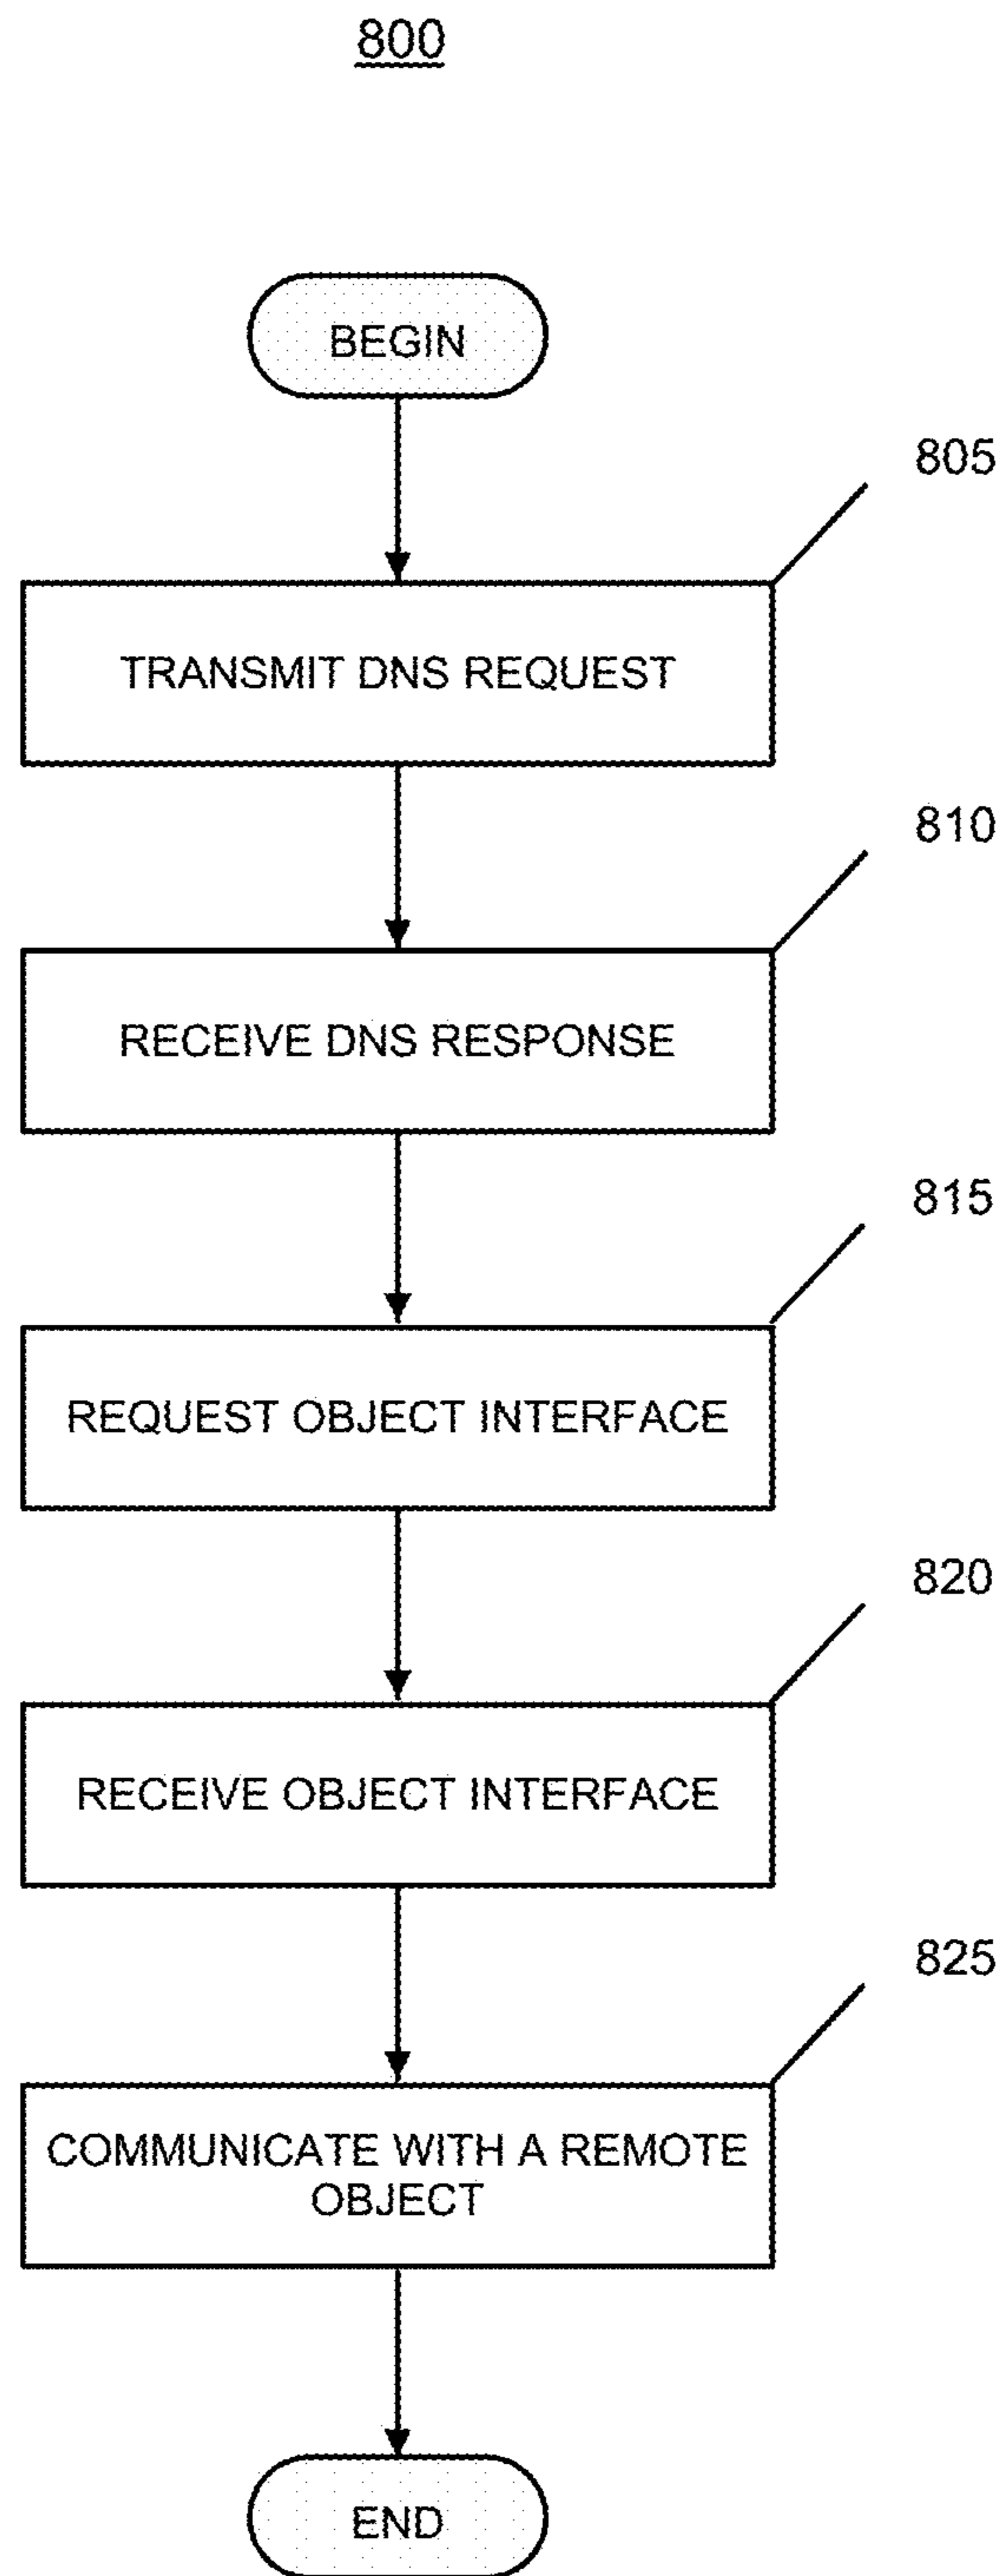 800
BEGIN
805
TRANSMIT DNS REQUEST
810
RECEIVE DNS RESPONSE
815
REQUEST OBJECT INTERFACE
820
RECEIVE OBJECT INTERFACE
825
COMMUNICATE WITH A REMOTE
OBJECT
END